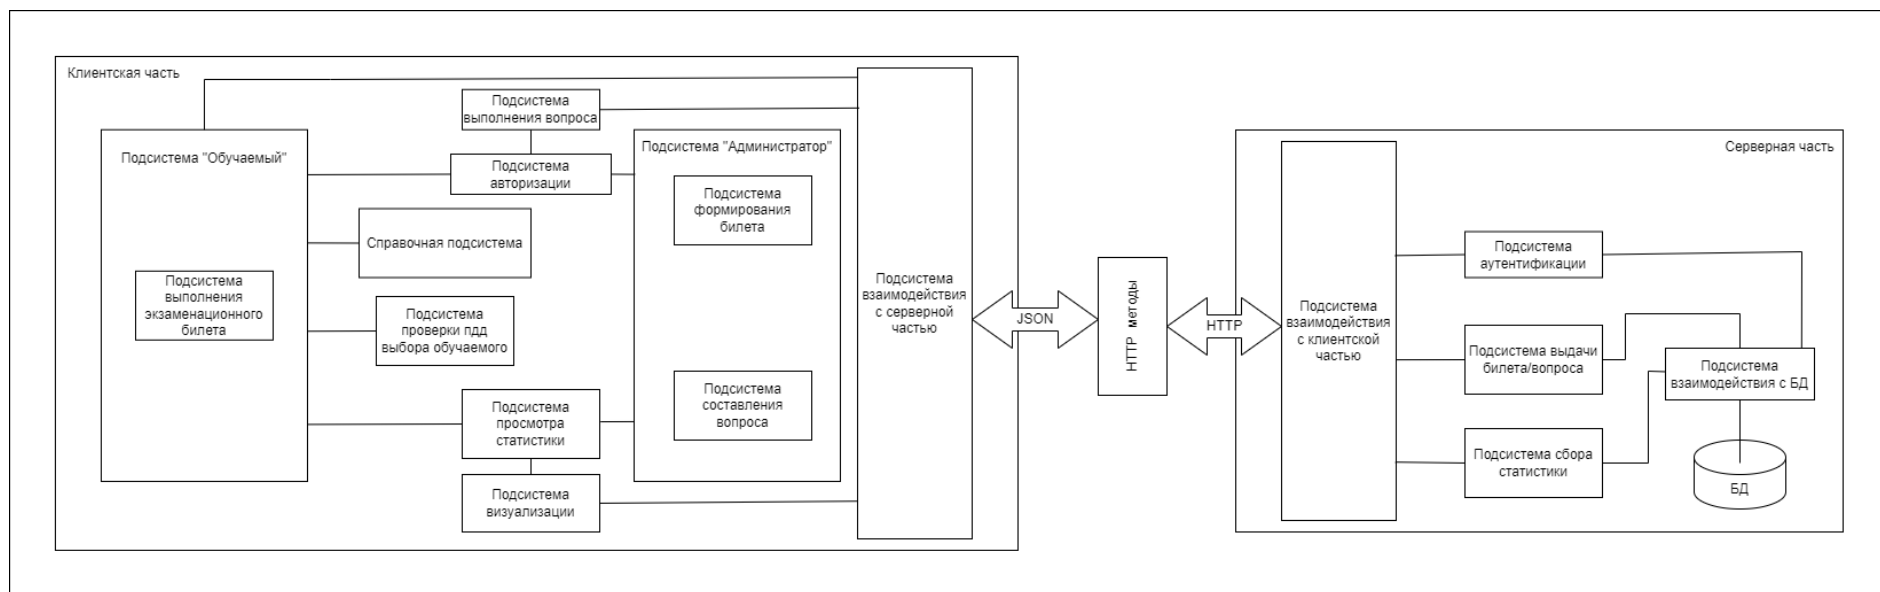 Клиентская часть
Подсистема "Обучаемый"
Подсистема
выполнения
экзаменационного
билета
Подсистема
выполнения вопроса
Подсистема
авторизации
Справочная подсистема
Подсистема
проверки пдд
выбора обучаемого
Подсистема
просмотра
статистики
Подсистема
визуализации
Подсистема "Администратор"
Подсистема
формирования
билета
Подсистема
составления
вопроса
Подсистема
взаимодействия
с серверной
частью
JSON
HTTP методы
HTTP
Серверная часть
Подсистема
взаимодействия
с клиентской
частью
Подсистема
аутентификации
Подсистема выдачи
билета/вопроса
Подсистема сбора
статистики
Подсистема
взаимодействия с БД
БД